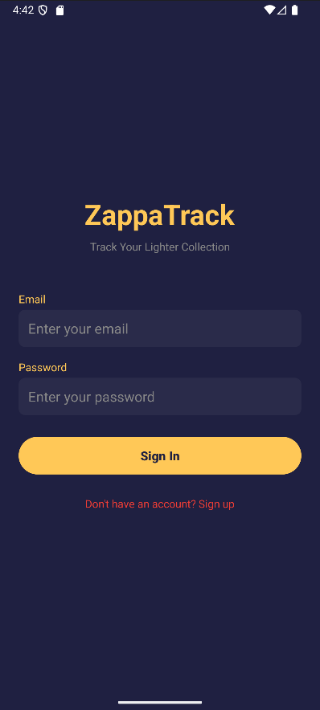 4:42
ZappaTrack
Track Your Lighter Collection
Email
Enter your email
Password
Enter your password
Sign In
Don't have an account? Sign up